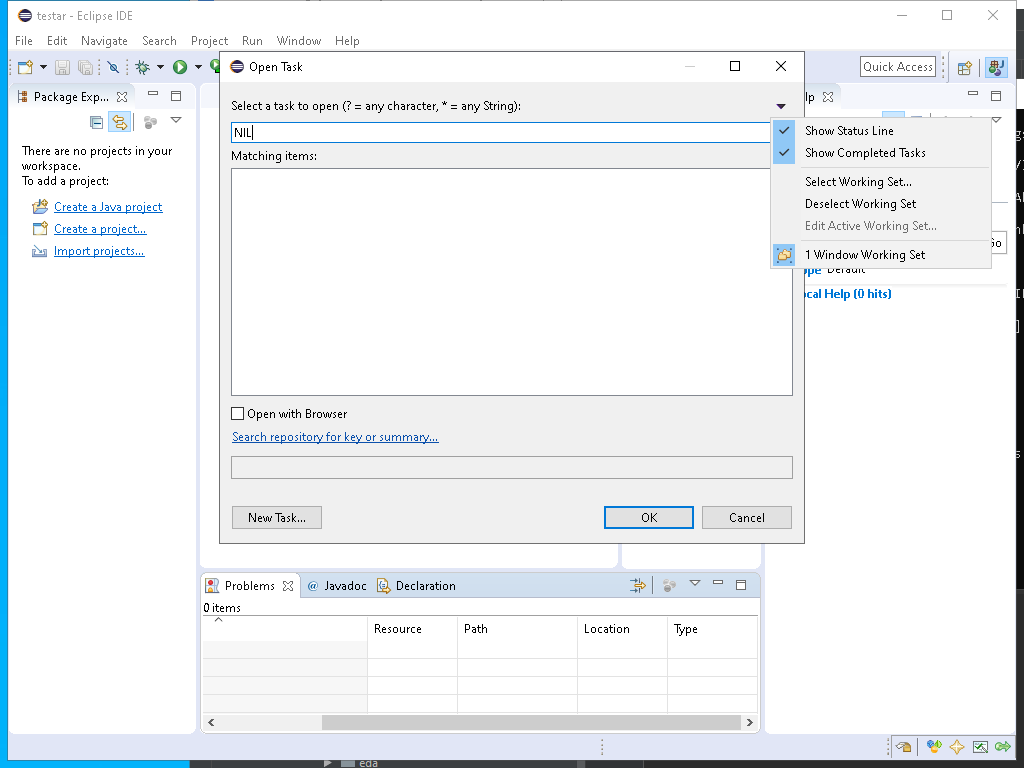 testar - Eclipse IDE
File Edit Navigate Search Project Run Window Help
Quick Access
Package Exp...
There are no projects in your
workspace.
To add a project:
Create a Java project
Create a project...
Import projects...
Open Task
Select a task to open (? = any character, * = any String):
NIL
Matching items:
Open with Browser
Search repository for key or summary...
New Task...
OK
Cancel
Show Status Line
Show Completed Tasks
Select Working Set...
Deselect Working Set
Edit Active Working Set...
1 Window Working Set
Default
cal Help (0 hits)
Problems
@ Javadoc
Declaration
0 items
Resource Path Location Type
eda